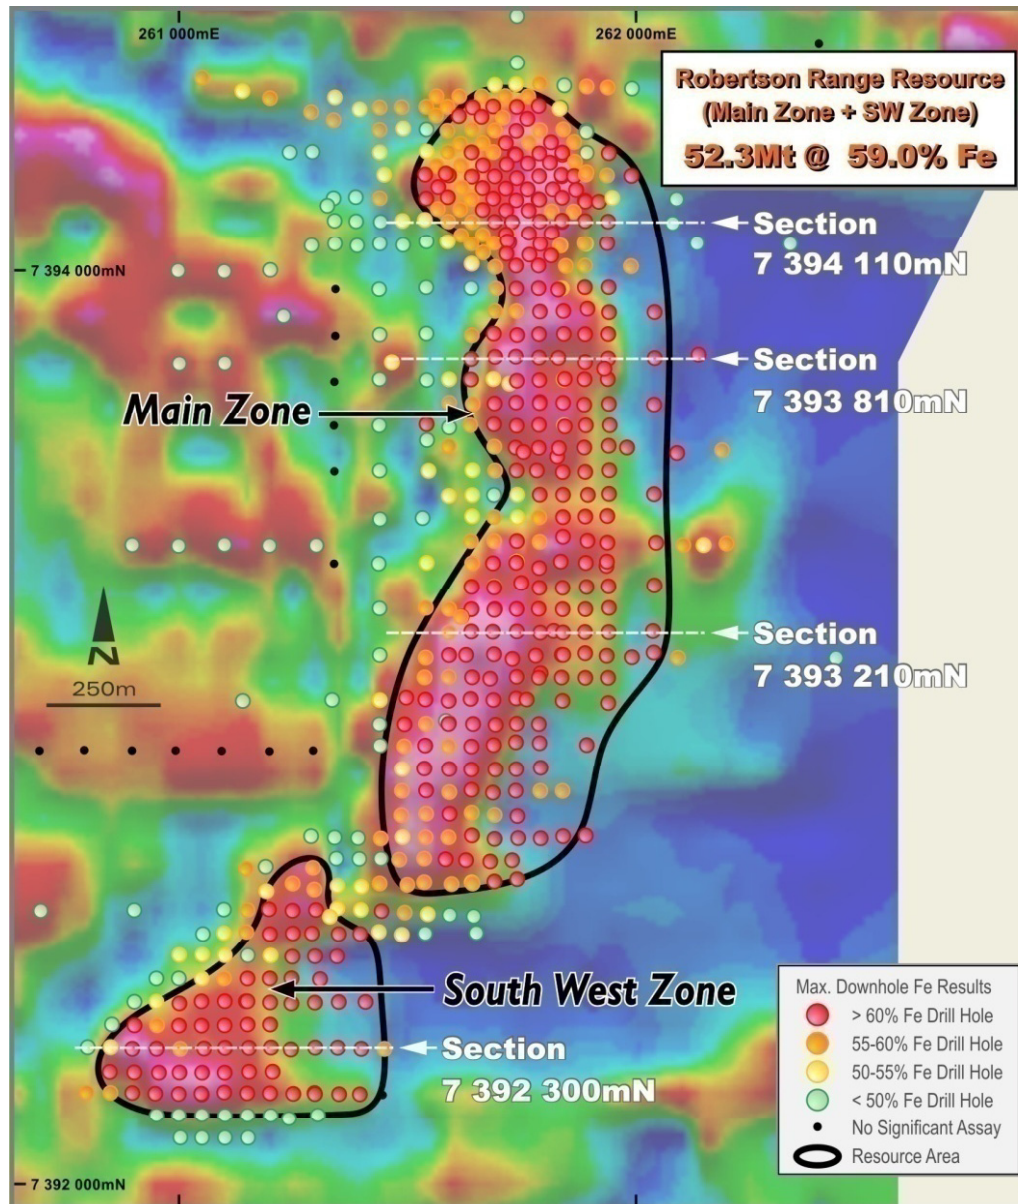 261 000mE
262 000mE
Robertson Range Resource
(Main Zone + SW Zone)
52.3Mt @ 59.0% Fe
Section
7 394 110mN
7 394 000mN
Section
7 393 810mN
Main Zone
N
250m
Section
7 393 210mN
South West Zone
Section
7 392 300mN
Max. Downhole Fe Results
> 60% Fe Drill Hole
55-60% Fe Drill Hole
50-55% Fe Drill Hole
< 50% Fe Drill Hole
No Significant Assay
Resource Area
7 392 000mN